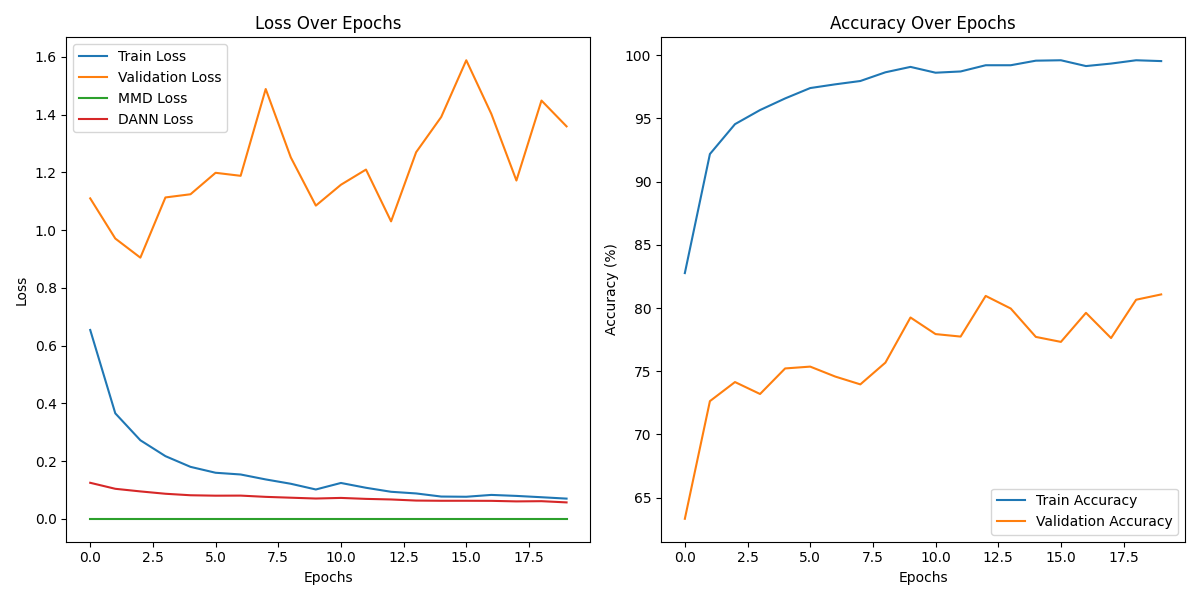 Loss Over Epochs
Train Loss
Validation Loss
MMD Loss
DANN Loss
1.6
1.4
1.2
1.0
0.8
0.6
0.4
0.2
0.0
Loss
0.0 2.5 5.0 7.5 10.0 12.5 15.0 17.5
Epochs
Accuracy Over Epochs
100
95
90
85
80
75
70
65
Accuracy (%)
Train Accuracy
Validation Accuracy
0.0 2.5 5.0 7.5 10.0 12.5 15.0 17.5
Epochs